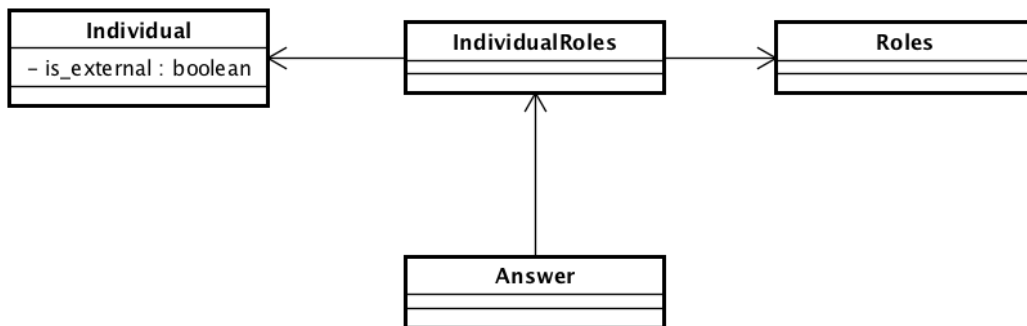 Individual
- is_external : boolean
IndividualRoles
Roles
Answer